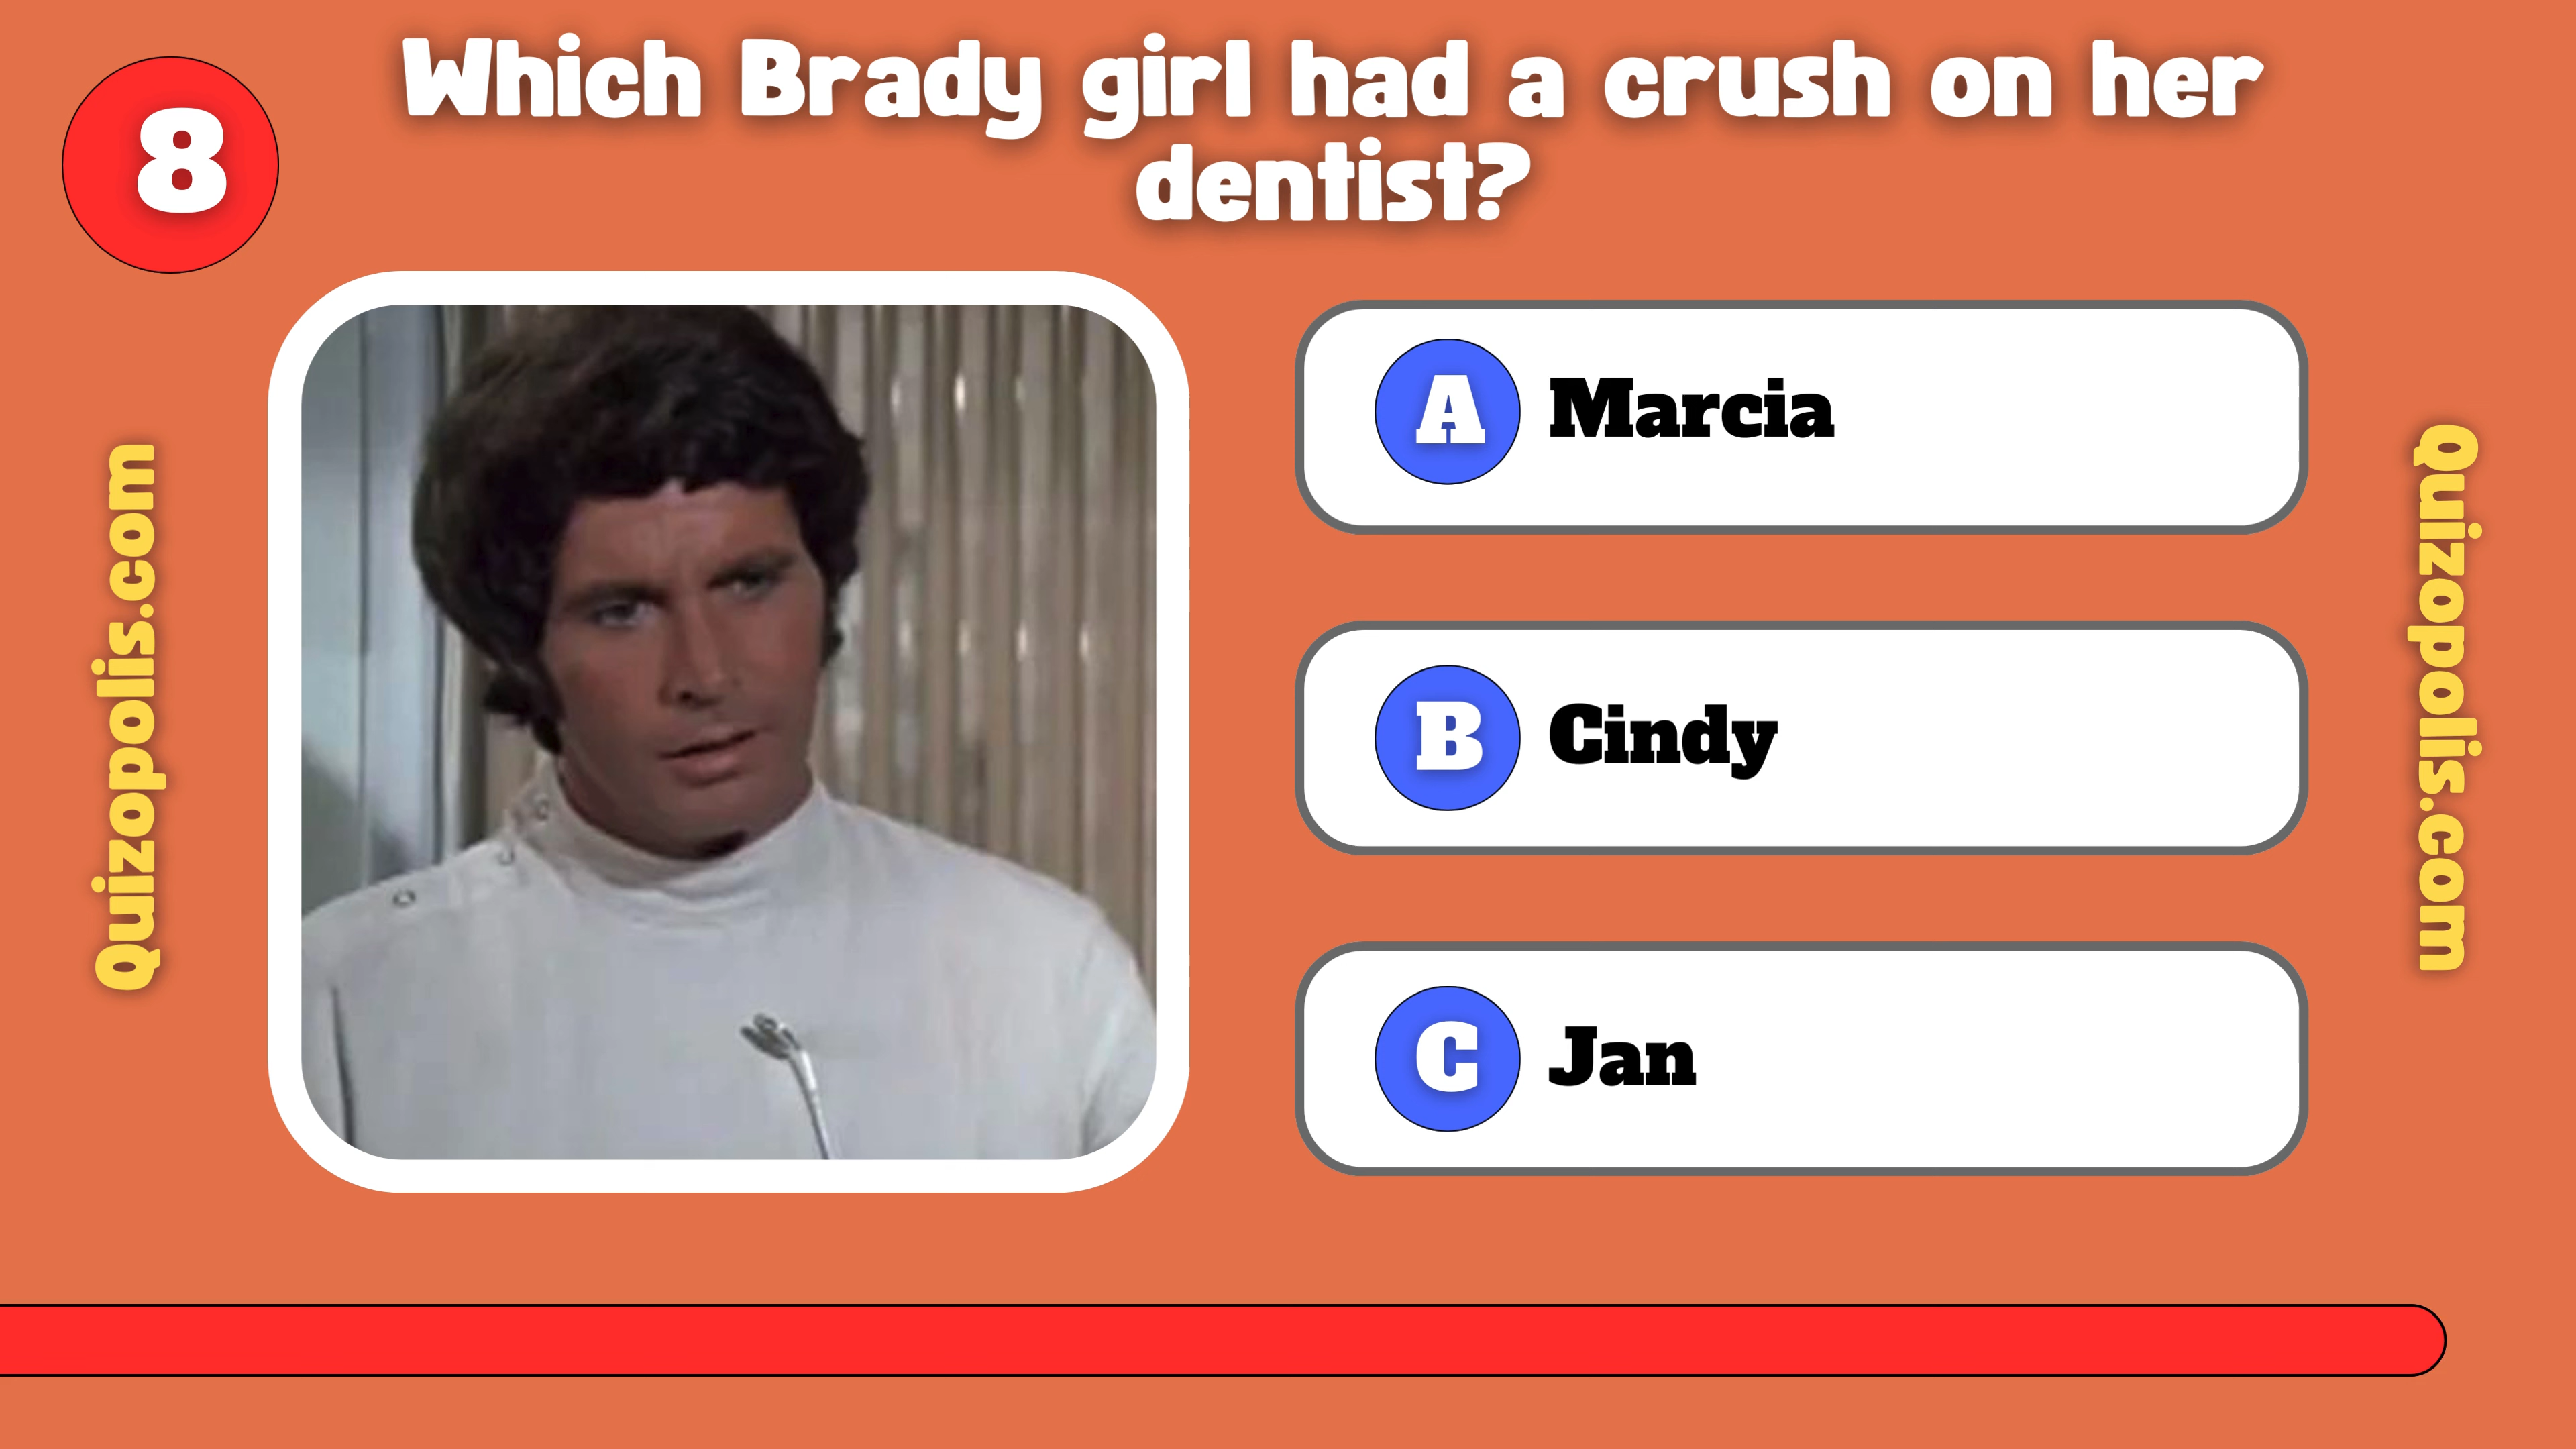 8
Which Brady girl had a crush on her
dentist?
Quizopolis.com
A Marcia
B Cindy
C Jan
Quizopolis.com